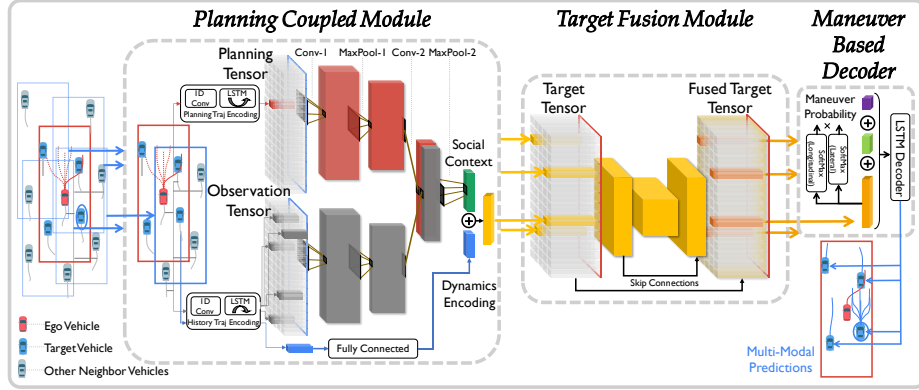 Planning Coupled Module
Target Fusion Module
Maneuver
Based
Decoder
Planning
Tensor
Conv-1
MaxPool-1
Conv-2
MaxPool-2
1D
Conv
LSTM
Planning Traj Encoding
Observation
Tensor
1D
Conv
LSTM
History Traj Encoding
Fully Connected
Social
Context
Dynamics
Encoding
Target
Tensor
Fused Target
Tensor
Skip Connections
Maneuver
Probability
×
SoftMax
(Longitudinal)
SoftMax
(Lateral)
LSTM Decoder
Multi-Modal
Predictions
Ego Vehicle
Target Vehicle
Other Neighbor Vehicles